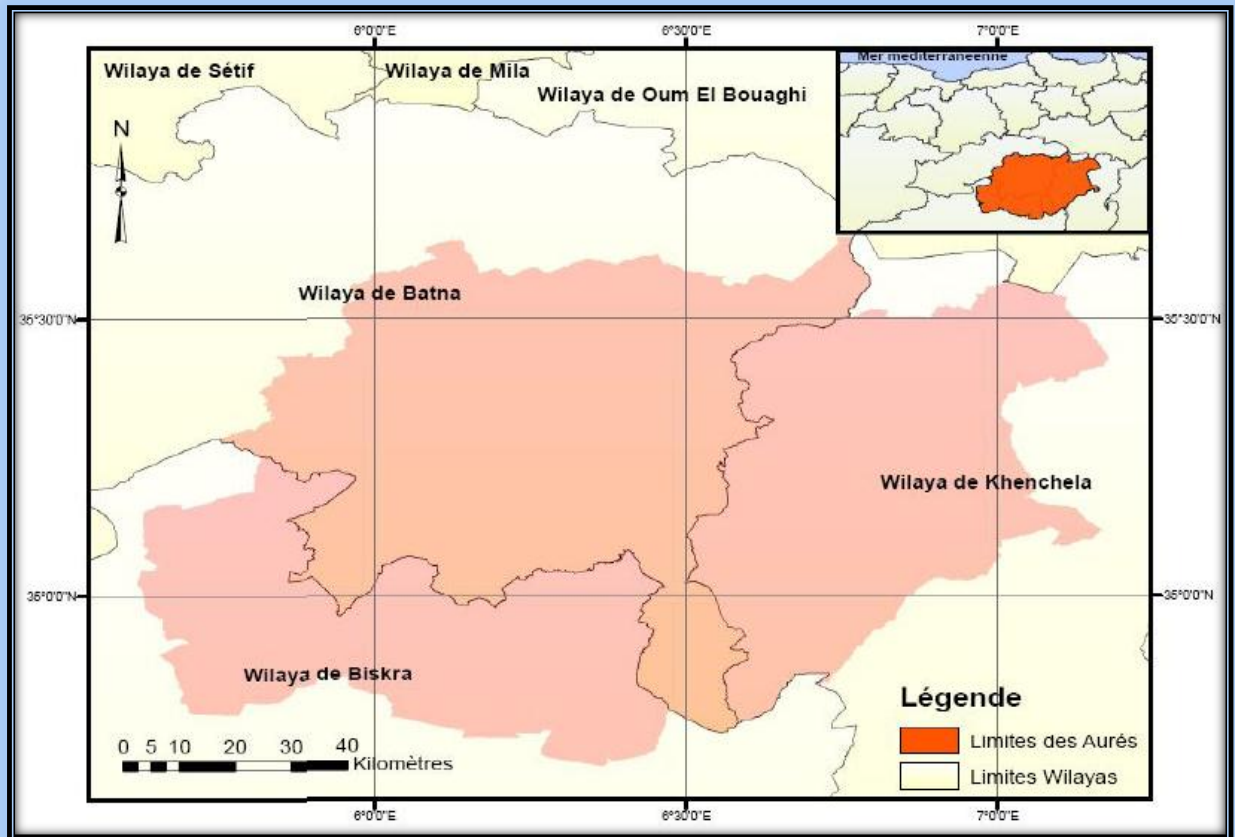 6°0'0"E 6°30'0"E 7°0'0"E
Wilaya de Sétif
Wilaya de Mila
Wilaya de Oum El Bouaghi
Mer méditerranéenne
N
Wilaya de Batna
35°30'0"N 35°30'0"N
Wilaya de Khenchela
35°0'0"N 35°0'0"N
Wilaya de Biskra
Légende
Limites des Aurés
Limites Wilayas
0 5 10 20 30 40
Kilomètres
6°0'0"E 6°30'0"E 7°0'0"E